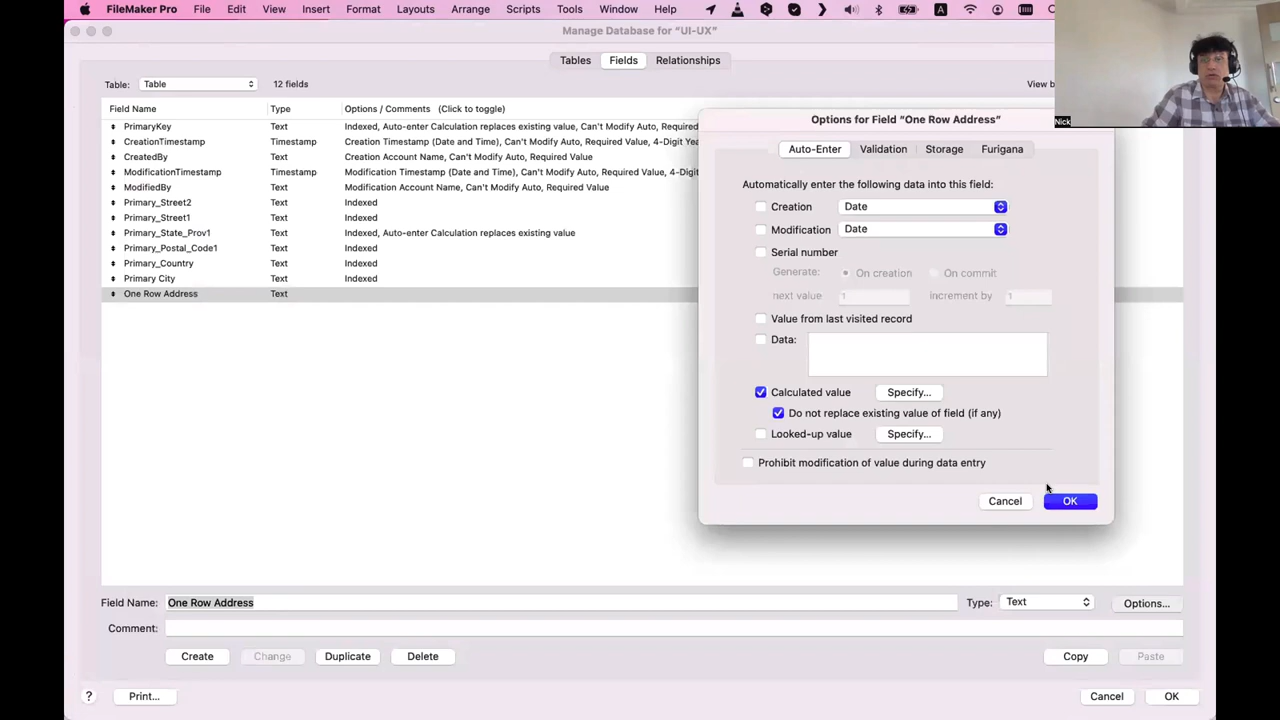 FileMaker Pro File Edit View Insert Format Layouts Arrange Scripts Tools Window Help A
Manage Database for “UI-UX”
Tables Fields Relationships
Table: Table 12 fields View b
Field Name Type Options / Comments (Click to toggle)
PrimaryKey Text Indexed, Auto-enter Calculation replaces existing value, Can't Modify Auto, Required
CreationTimestamp Timestamp Creation Timestamp (Date and Time), Can't Modify Auto, Required Value, 4-Digit Yea
CreatedBy Text Creation Account Name, Can't Modify Auto, Required Value
ModificationTimestamp Timestamp Modification Timestamp (Date and Time), Can't Modify Auto, Required Value, 4-Digit
ModifiedBy Text Modification Account Name, Can't Modify Auto, Required Value
Primary_Street2 Text Indexed
Primary_Street1 Text Indexed
Primary_State_Prov1 Text Indexed, Auto-enter Calculation replaces existing value
Primary_Postal_Code1 Text Indexed
Primary_Country Text Indexed
Primary City Text Indexed
One Row Address Text
Options for Field “One Row Address”
Auto-Enter Validation Storage Furigana
Automatically enter the following data into this field:
Creation Date
Modification Date
Serial number
Generate: On creation On commit
next value 1 increment by 1
Value from last visited record
Data:
Calculated value Specify...
Do not replace existing value of field (if any)
Looked-up value Specify...
Prohibit modification of value during data entry
Cancel OK
Field Name: One Row Address Type: Text Options...
Comment:
Create Change Duplicate Delete Copy Paste
? Print... Cancel OK
Nick